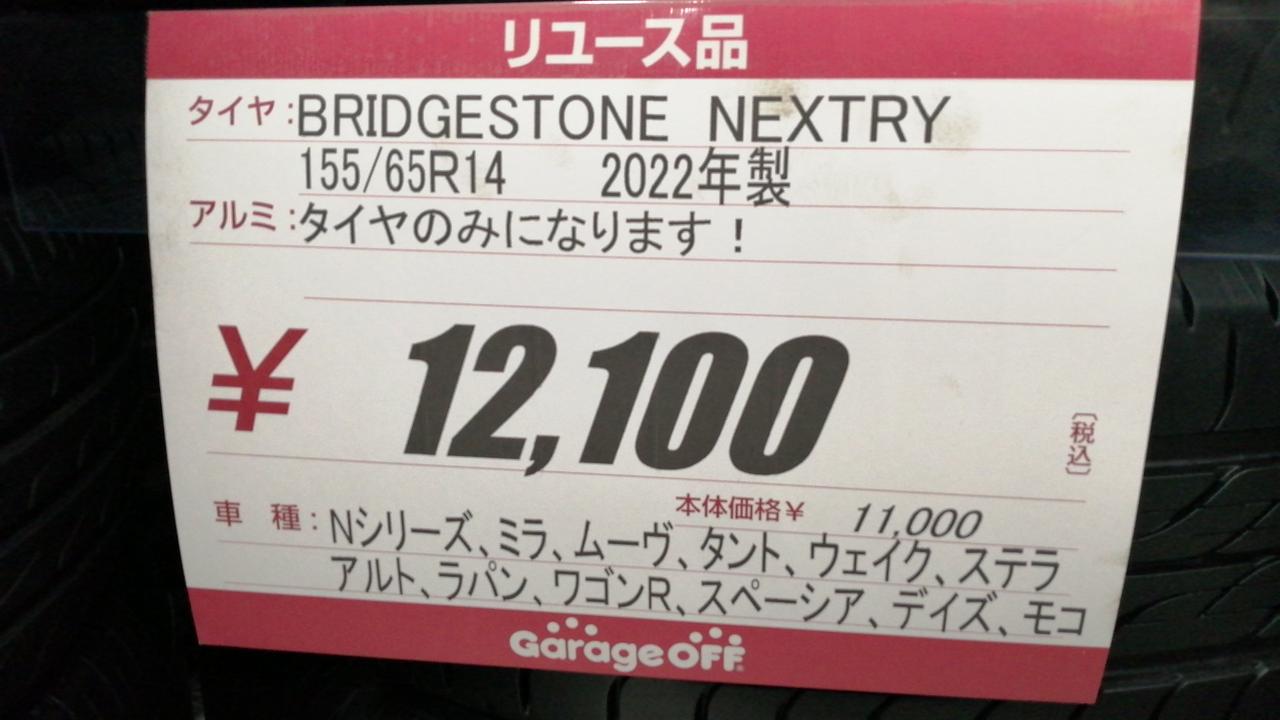 リユース品
タイヤ:BRIDGESTONE NEXTRY
155/65R14 2022年製
アルミ:タイヤのみになります!
¥12,100
〔税込〕
本体価格¥ 11,000
車種:Nシリーズ、ミラ、ムーヴ、タント、ウェイク、ステラ
アルト、ラパン、ワゴンR、スペーシア、デイズ、モコ
Garage OFF